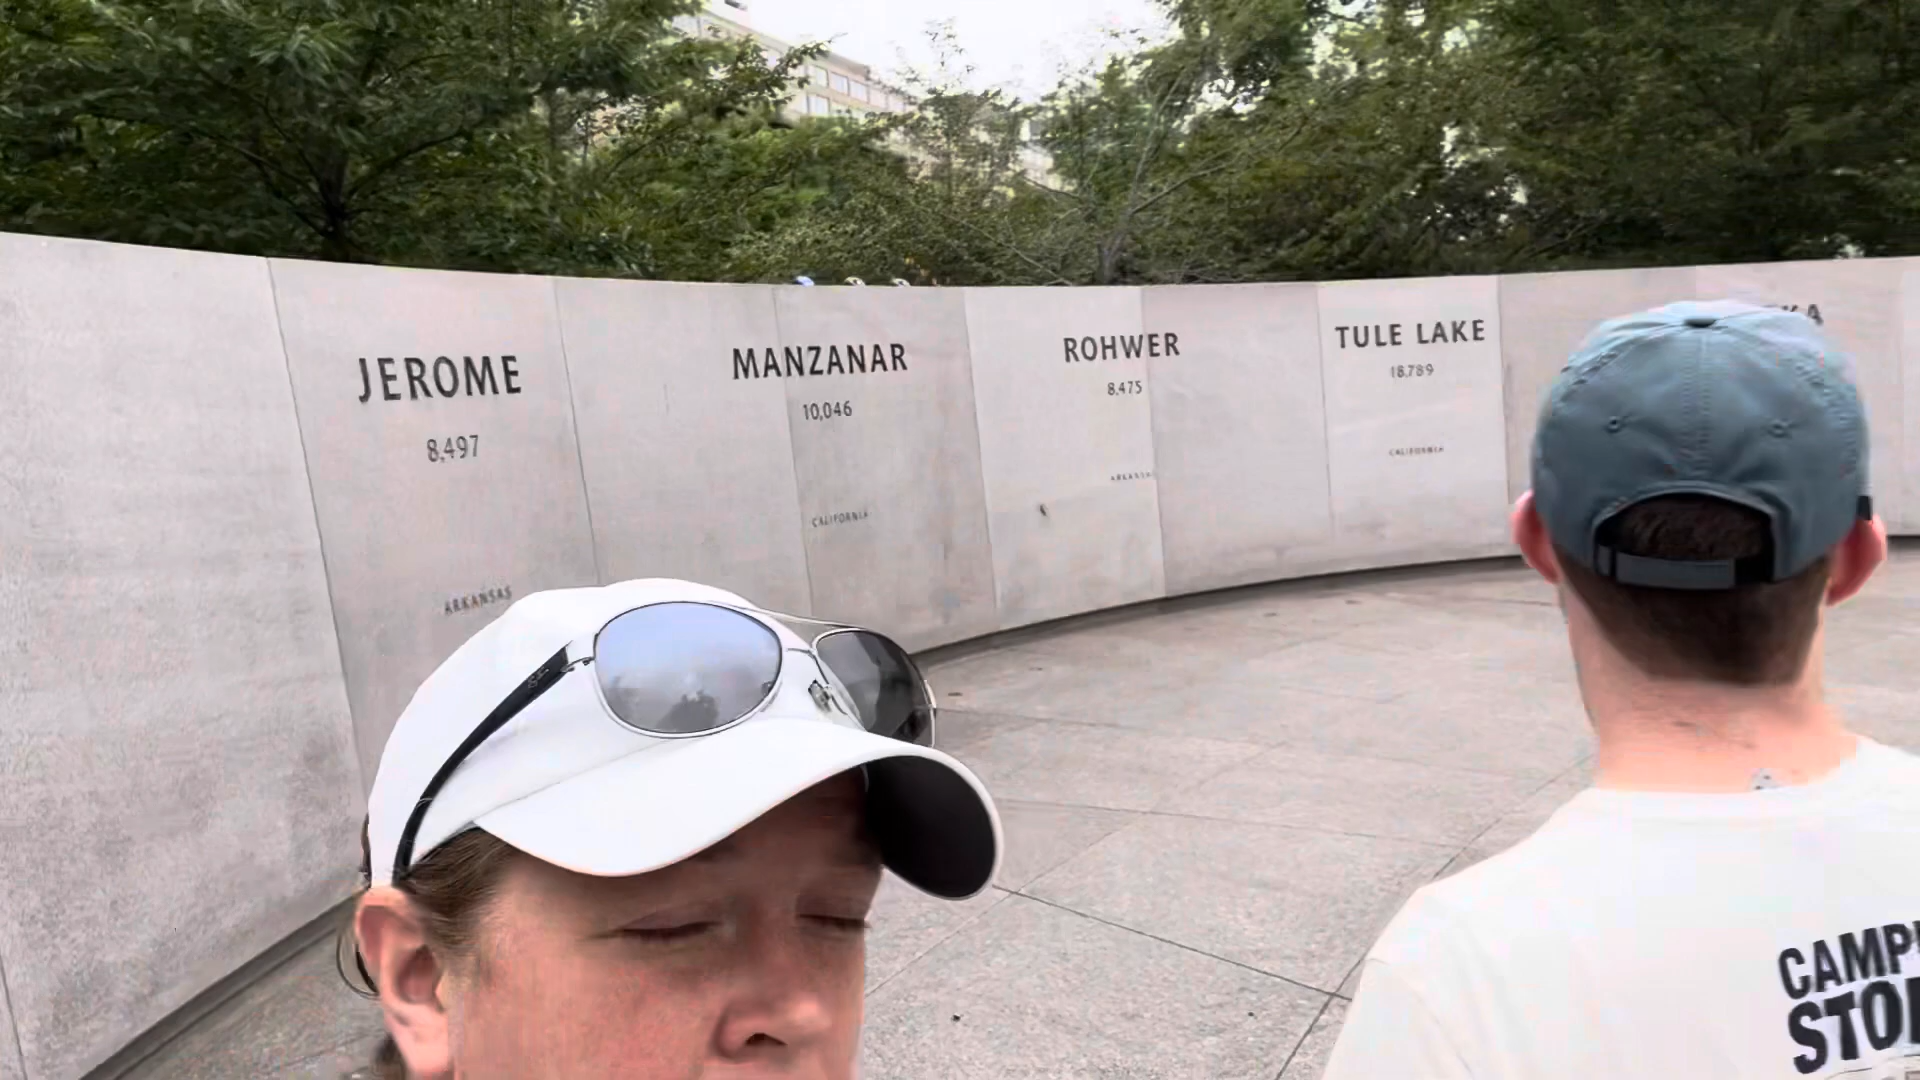 JEROME
8,497
ARKANSAS
MANZANAR
10,046
CALIFORNIA
ROHWER
8,475
ARKANSAS
TULE LAKE
18,789
CALIFORNIA
KA
CAMP
STO